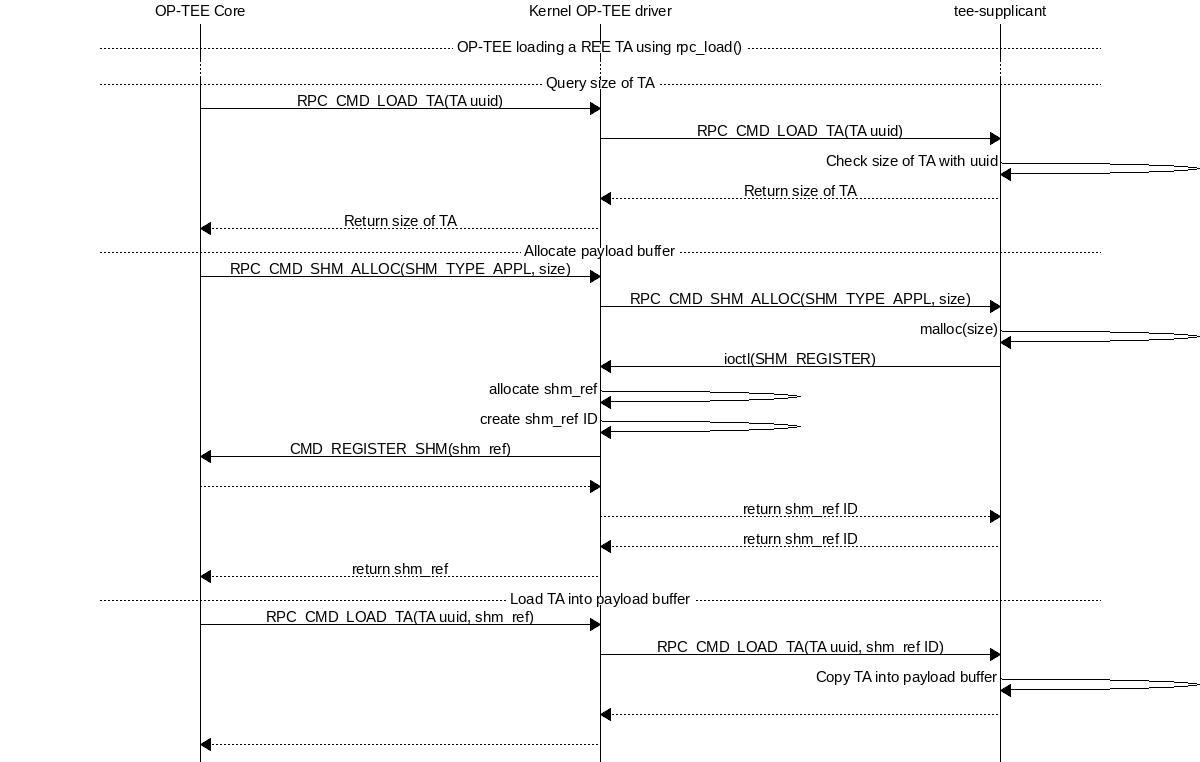 OP-TEE Core
Kernel OP-TEE driver
tee-supplicant
OP-TEE loading a REE TA using rpc_load()
Query size of TA
RPC_CMD_LOAD_TA(TA uuid)
RPC_CMD_LOAD_TA(TA uuid)
Check size of TA with uuid
Return size of TA
Return size of TA
Allocate payload buffer
RPC_CMD_SHM_ALLOC(SHM_TYPE_APPL, size)
RPC_CMD_SHM_ALLOC(SHM_TYPE_APPL, size)
malloc(size)
ioctl(SHM_REGISTER)
allocate shm_ref
create shm_ref ID
CMD_REGISTER_SHM(shm_ref)
return shm_ref ID
return shm_ref ID
return shm_ref
Load TA into payload buffer
RPC_CMD_LOAD_TA(TA uuid, shm_ref)
RPC_CMD_LOAD_TA(TA uuid, shm_ref ID)
Copy TA into payload buffer